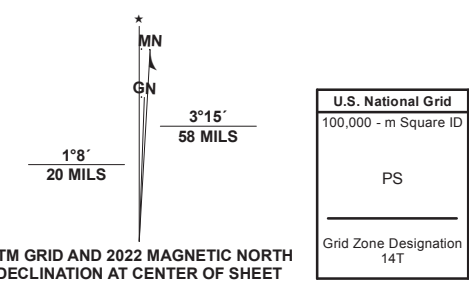 MN
GN
3°15´
58 MILS
1°8´
20 MILS
TM GRID AND 2022 MAGNETIC NORTH
DECLINATION AT CENTER OF SHEET
U.S. National Grid
100,000 - m Square ID
PS
Grid Zone Designation
14T